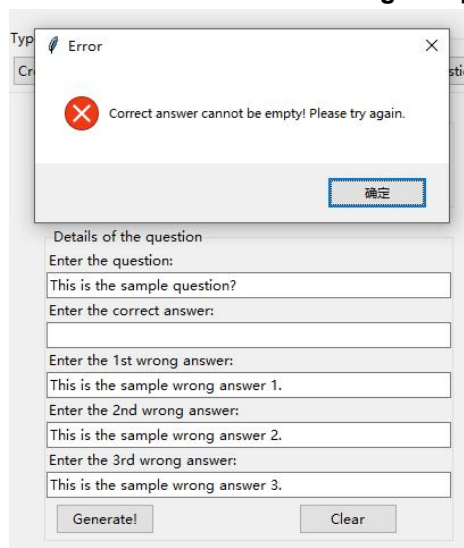 Typ
Error
Cr
sti
Correct answer cannot be empty! Please try again.
确定
Details of the question
Enter the question:
This is the sample question?
Enter the correct answer:
Enter the 1st wrong answer:
This is the sample wrong answer 1.
Enter the 2nd wrong answer:
This is the sample wrong answer 2.
Enter the 3rd wrong answer:
This is the sample wrong answer 3.
Generate! Clear